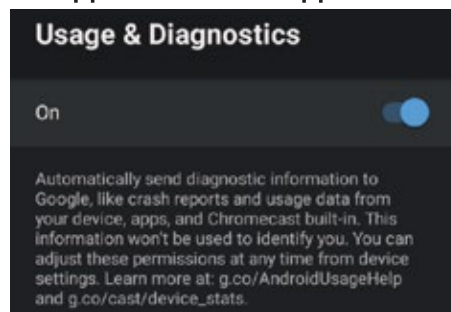 Usage & Diagnostics
On
Automatically send diagnostic information to
Google, like crash reports and usage data from
your device, apps, and Chromecast built-in. This
information won't be used to identify you. You can
adjust these permissions at any time from device
settings. Learn more at: g.co/AndroidUsageHelp
and g.co/cast/device_stats.